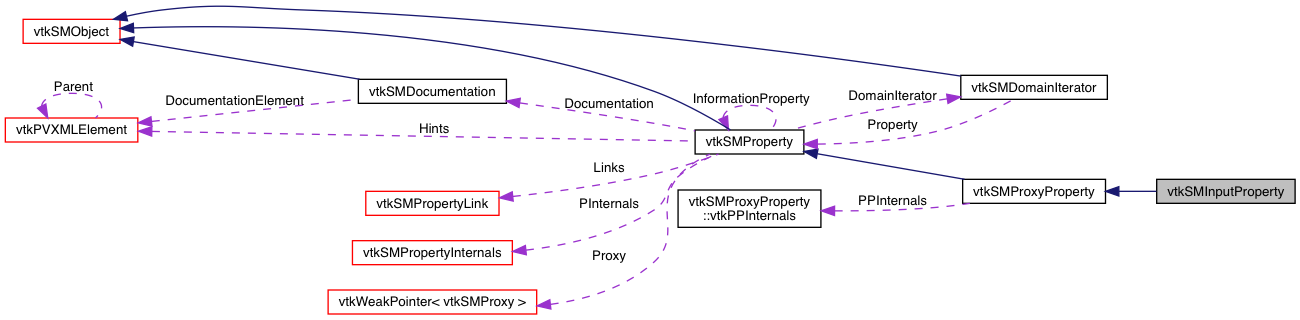 vtkSMObject
vtkSMDocumentation
vtkSMDomainIterator
Parent
DocumentationElement
Documentation
InformationProperty
DomainIterator
vtkPVXMLElement
Hints
vtkSMProperty
Property
Links
vtkSMPropertyLink
PInternals
vtkSMProxyProperty
::vtkPPInternals
PPInternals
vtkSMProxyProperty
vtkSMInputProperty
vtkSMPropertyInternals
Proxy
vtkWeakPointer< vtkSMProxy >